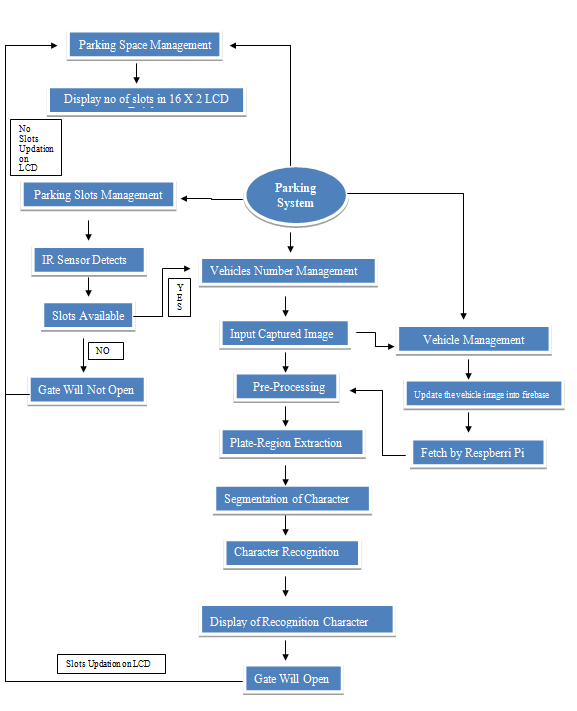 Parking Space Management
Display no of slots in 16 X 2 LCD
No
Slots
Updation
on
LCD
Parking
System
Parking Slots Management
IR Sensor Detects
Vehicles Number Management
Y
E
S
Slots Available
Input Captured Image
Vehicle Management
NO
Gate Will Not Open
Pre-Processing
Update the vehicle image into firebase
Plate-Region Extraction
Fetch by Respberri Pi
Segmentation of Character
Character Recognition
Display of Recognition Character
Slots Updation on LCD
Gate Will Open